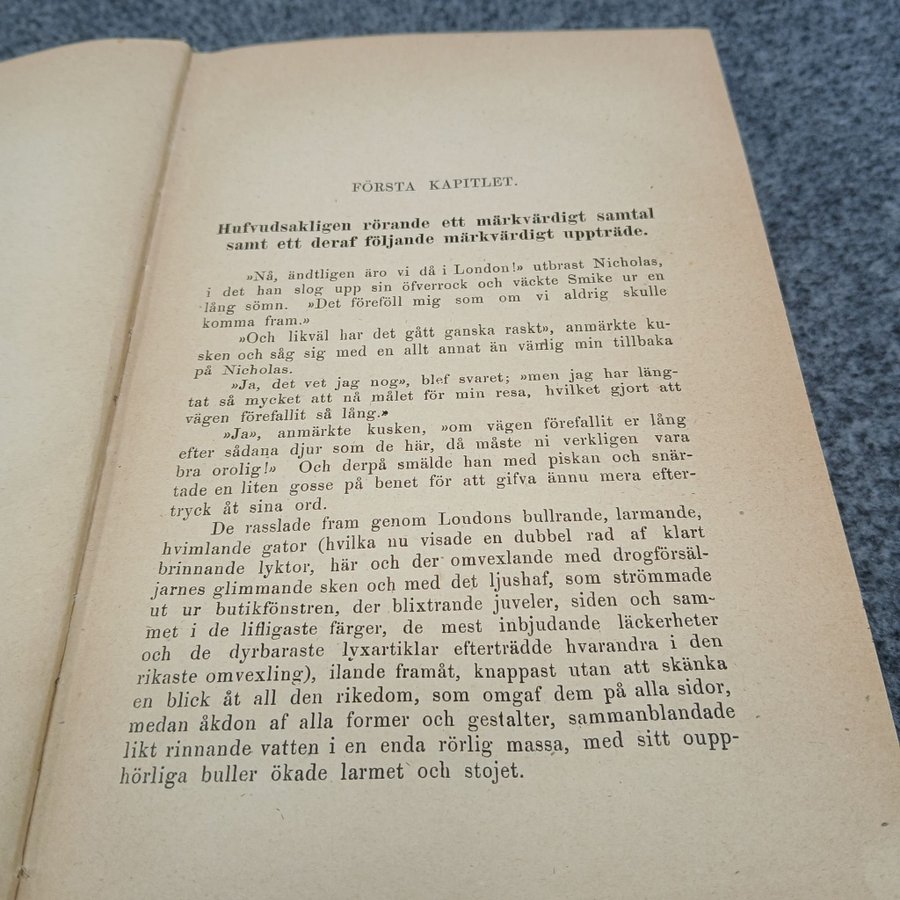 FÖRSTA KAPITLET.
Hufvudsakligen rörande ett märkvärdigt samtal
samt ett deraf följande märkvärdigt uppträde.
»Nå, ändtligen äro vi då i London!» utbrast Nicholas,
i det han slog upp sin öfverrock och väckte Smike ur en
lång sömn. »Det föreföll mig som om vi aldrig skulle
komma fram.»
»Och likväl har det gått ganska raskt», anmärkte ku-
sken och såg sig med en allt annat än vänlig min tillbaka
på Nicholas.
»Ja, det vet jag nog», blef svaret; »men jag har läng-
tat så mycket att nå målet för min resa, hvilket gjort att
vägen förefallit så lång.»
»Ja», anmärkte kusken, »om vägen förefallit er lång
efter sådana djur som de här, då måste ni verkligen vara
bra orolig!» Och derpå smälde han med piskan och snär-
tade en liten gosse på benet för att gifva ännu mera efter-
tryck åt sina ord.
De rasslade fram genom Londons bullrande, larmande,
hvimlande gator (hvilka nu visade en dubbel rad af klart
brinnande lyktor, här och der omvexlande med drogförsäl-
jarnes glimmande sken och med det ljushaf, som strömmade
ut ur butikfönstren, der blixtrande juveler, siden och sam-
met i de lifligaste färger, de mest inbjudande läckerheter
och de dyrbaraste lyxartiklar efterträdde hvarandra i den
rikaste omvexling), ilande framåt, knappast utan att skänka
en blick åt all den rikedom, som omgaf dem på alla sidor,
medan åkdon af alla former och gestalter, sammanblandade
likt rinnande vatten i en enda rörlig massa, med sitt oupp-
hörliga buller ökade larmet och stojet.